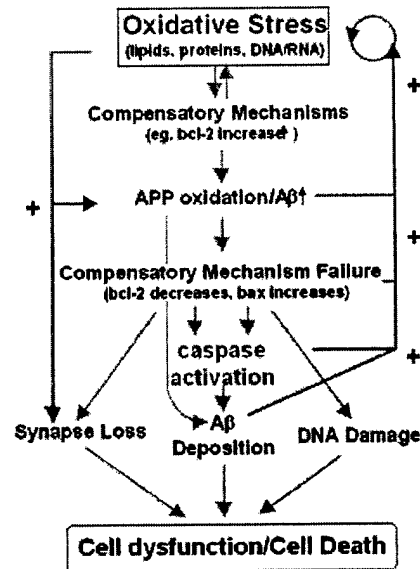 Oxidative Stress
(lipids, proteins, DNA/RNA)
+
Compensatory Mechanisms
(eg. bcl-2 increase↑ )
+
APP oxidation/Aβ↑
+
Compensatory Mechanism Failure
(bcl-2 decreases, bax increases)
caspase
+
activation
Synapse Loss
Aβ
Deposition
DNA Damage
Cell dysfunction/Cell Death